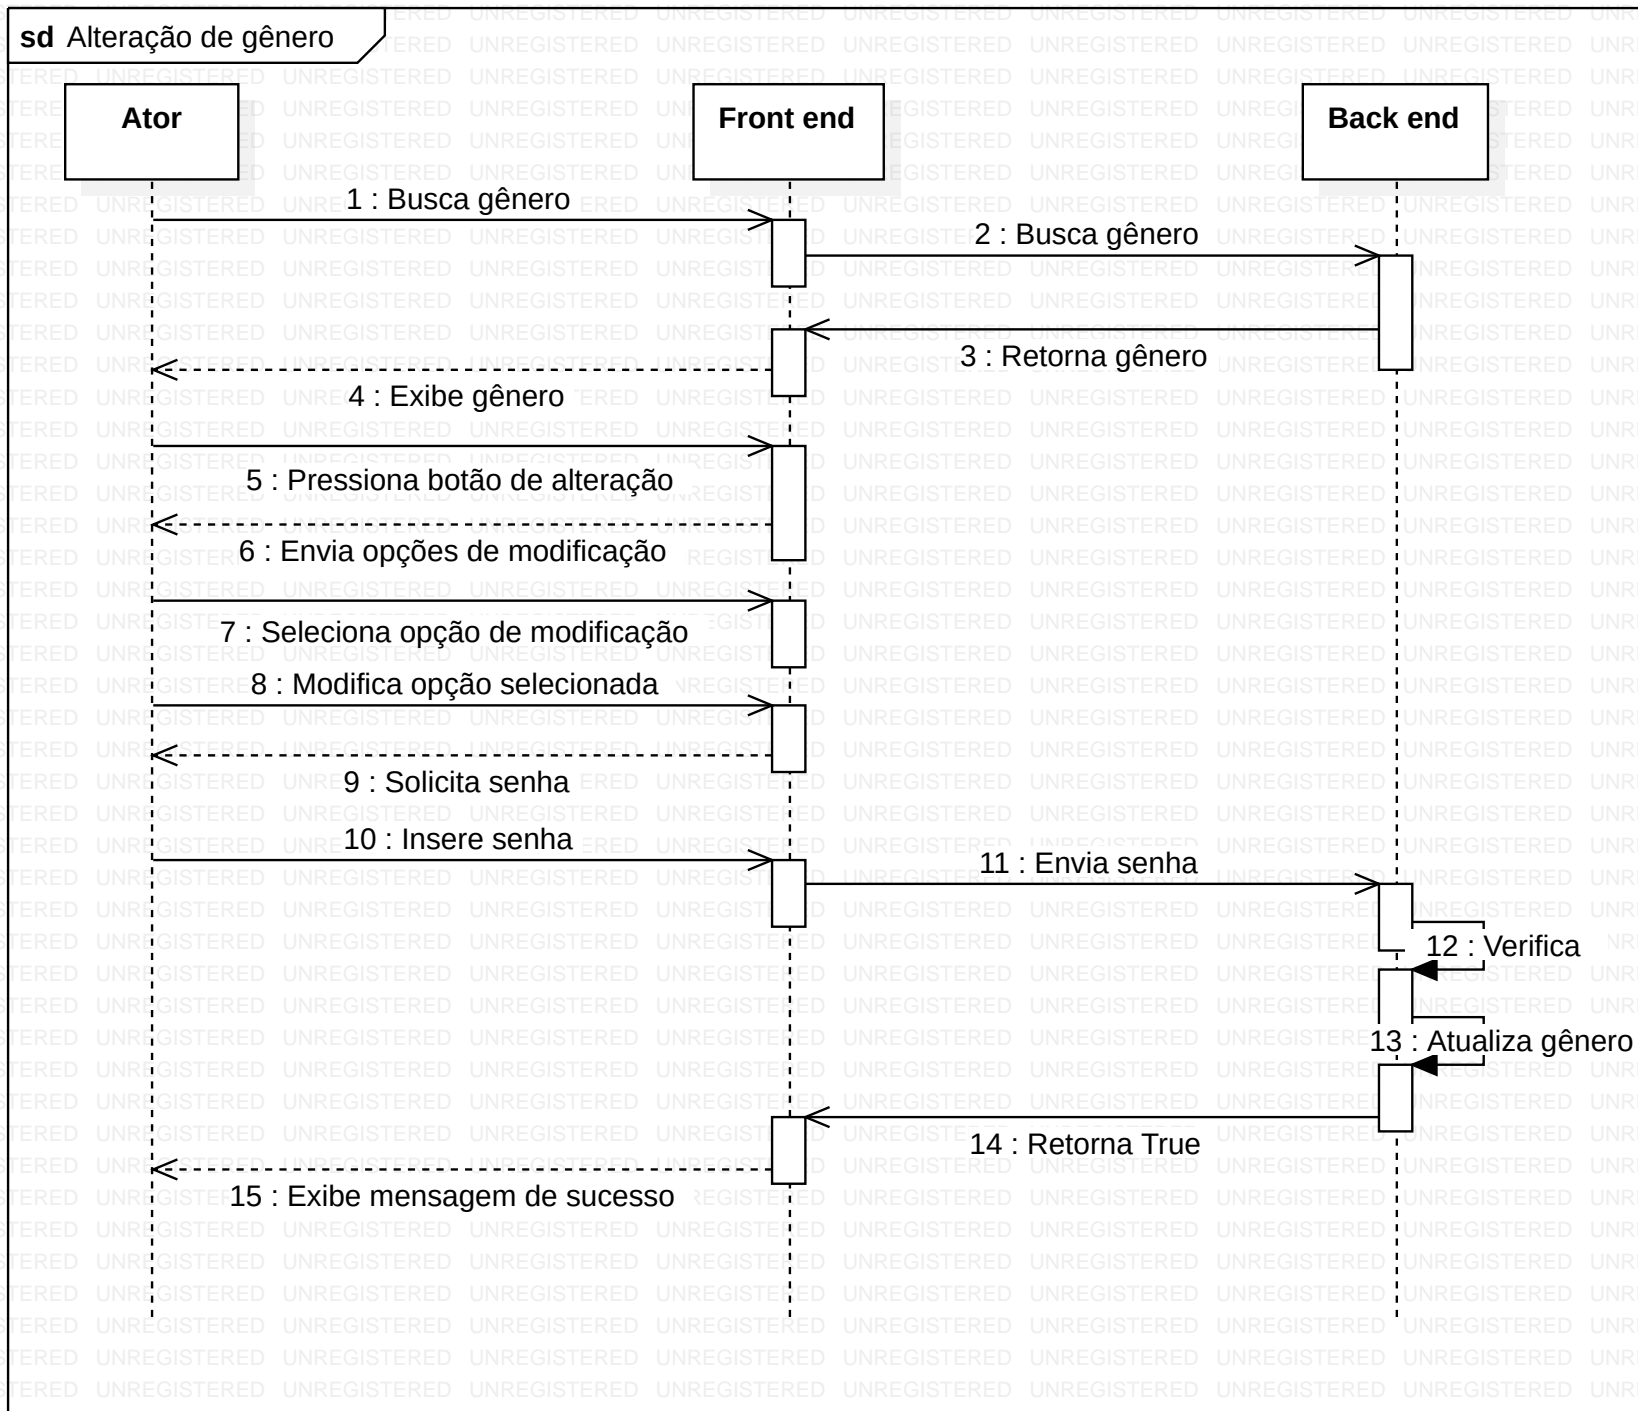 sd Alteração de gênero
Ator
Front end
Back end
1 : Busca gênero
2 : Busca gênero
3 : Retorna gênero
4 : Exibe gênero
5 : Pressiona botão de alteração
6 : Envia opções de modificação
7 : Seleciona opção de modificação
8 : Modifica opção selecionada
9 : Solicita senha
10 : Insere senha
11 : Envia senha
12 : Verifica
13 : Atualiza gênero
14 : Retorna True
15 : Exibe mensagem de sucesso
UNREGISTERED